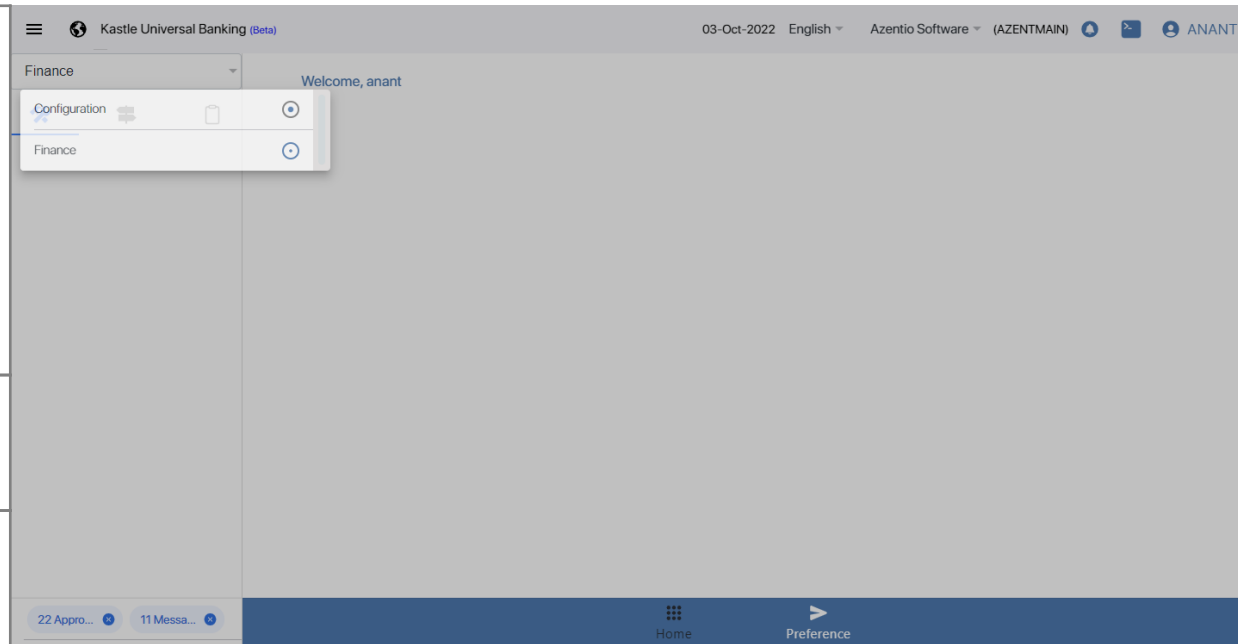 Kastle Universal Banking (Beta) 03-Oct-2022 English Azentio Software (AZENTMAIN) ANANT
Finance
Welcome, anant
Configuration
Finance
22 Appro... 11 Messa...
Home Preference